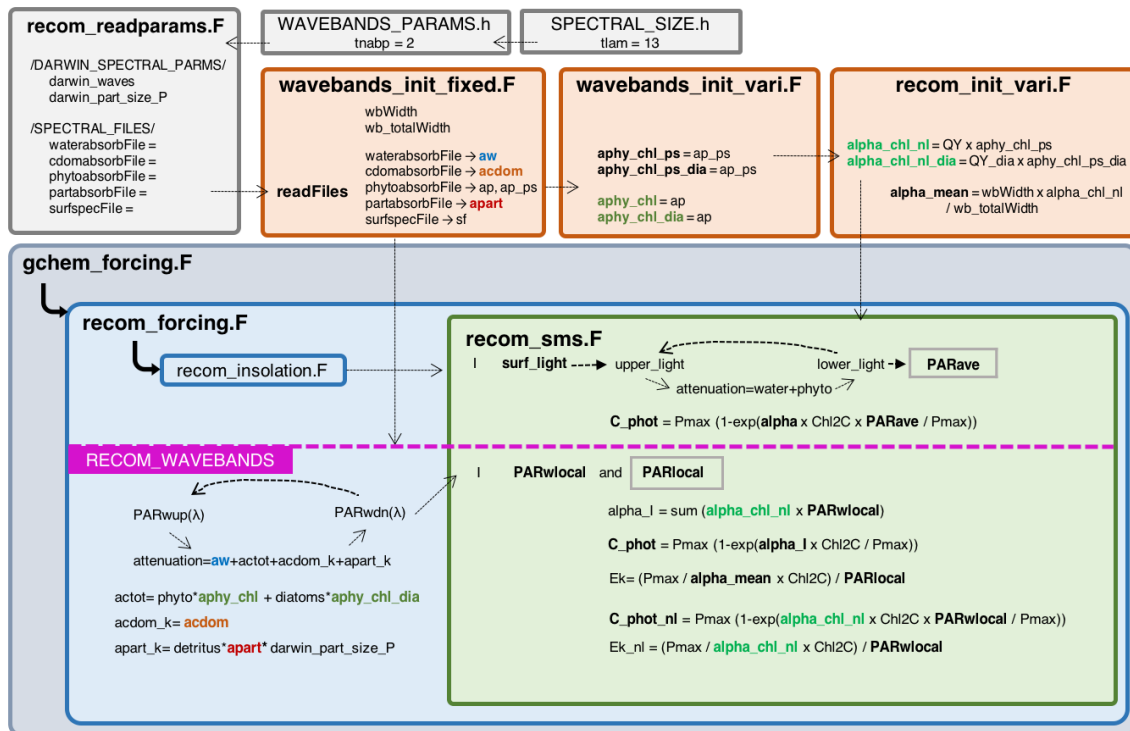 recom_readparams.F
/DARWIN_SPECTRAL_PARMS/
darwin_waves
darwin_part_size_P
/SPECTRAL_FILES/
waterabsorbFile =
cdomabsorbFile =
phytoabsorbFile =
partabsorbFile =
surfspecFile =
WAVEBANDS_PARAMS.h
tnabp = 2
SPECTRAL_SIZE.h
tlam = 13
wavebands_init_fixed.F
wbWidth
wb_totalWidth
readFiles
waterabsorbFile → aw
cdomabsorbFile → acdom
phytoabsorbFile → ap, ap_ps
partabsorbFile → apart
surfspecFile → sf
wavebands_init_vari.F
aphy_chl_ps = ap_ps
aphy_chl_ps_dia = ap_ps
aphy_chl = ap
aphy_chl_dia = ap
recom_init_vari.F
alpha_chl_nl = QY x aphy_chl_ps
alpha_chl_nl_dia = QY_dia x aphy_chl_ps_dia
alpha_mean = wbWidth x alpha_chl_nl
/ wb_totalWidth
gchem_forcing.F
recom_forcing.F
recom_insolation.F
recom_sms.F
I surf_light upper_light lower_light PARave
attenuation=water+phyto
C_phot = Pmax (1-exp(alpha x Chl2C x PARave / Pmax))
RECOM_WAVEBANDS
PARwup(λ) PARwdn(λ)
attenuation=aw+actot+acdom_k+apart_k
actot= phyto*aphy_chl + diatoms*aphy_chl_dia
acdom_k= acdom
apart_k= detritus*apart* darwin_part_size_P
I PARwlocal and PARlocal
alpha_I = sum (alpha_chl_nl x PARwlocal)
C_phot = Pmax (1-exp(alpha_I x Chl2C / Pmax))
Ek= (Pmax / alpha_mean x Chl2C) / PARlocal
C_phot_nl = Pmax (1-exp(alpha_chl_nl x Chl2C x PARwlocal / Pmax))
Ek_nl = (Pmax / alpha_chl_nl x Chl2C) / PARwlocal